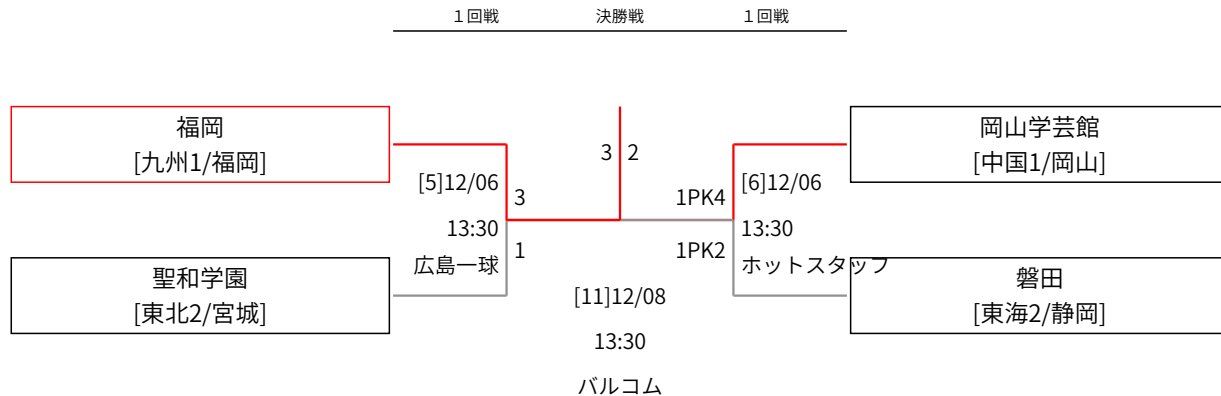 １回戦 決勝戦 １回戦
福岡
[九州1/福岡]
岡山学芸館
[中国1/岡山]
3 2
[5]12/06
3
13:30
1
広島一球
1PK4
[6]12/06
1PK2
13:30
ホットスタッフ
聖和学園
[東北2/宮城]
磐田
[東海2/静岡]
[11]12/08
13:30
バルコム